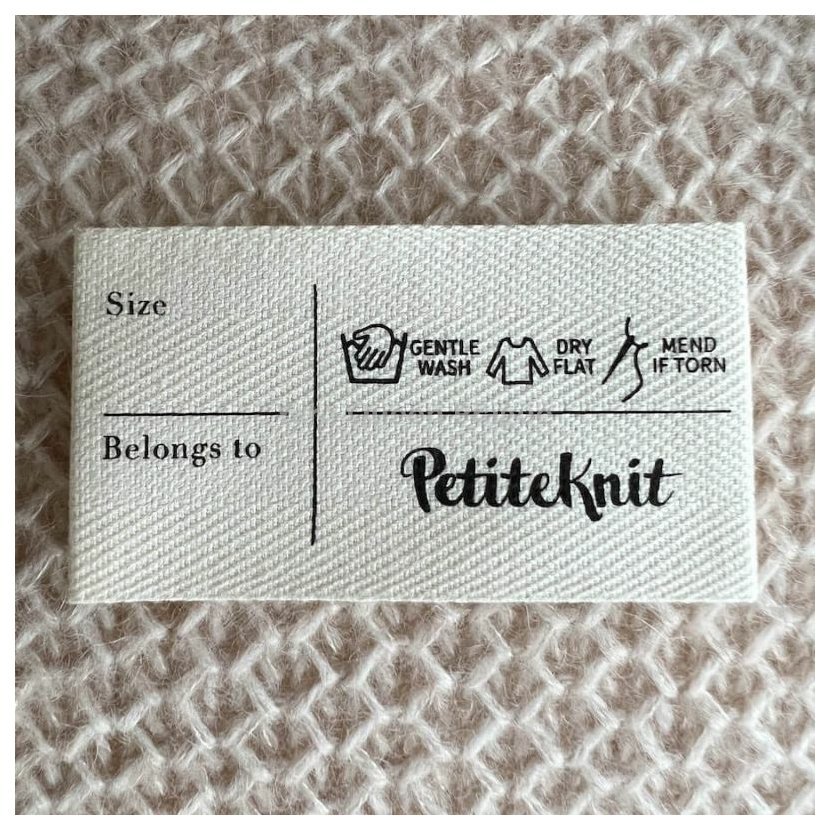 Size
GENTLE WASH
DRY FLAT
MEND IF TORN
Belongs to
PetiteKnit